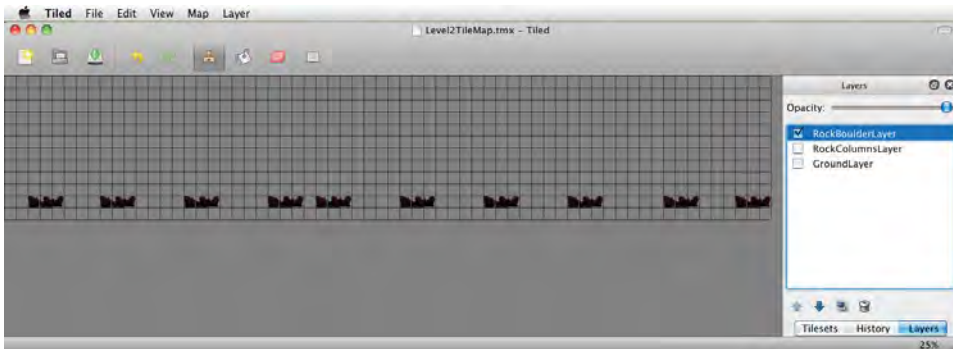 Tiled File Edit View Map Layer
Level2TileMap.tmx - Tiled
Layers
Opacity:
RockBoulderLayer
RockColumnsLayer
GroundLayer
Tilesets History Layers
25%